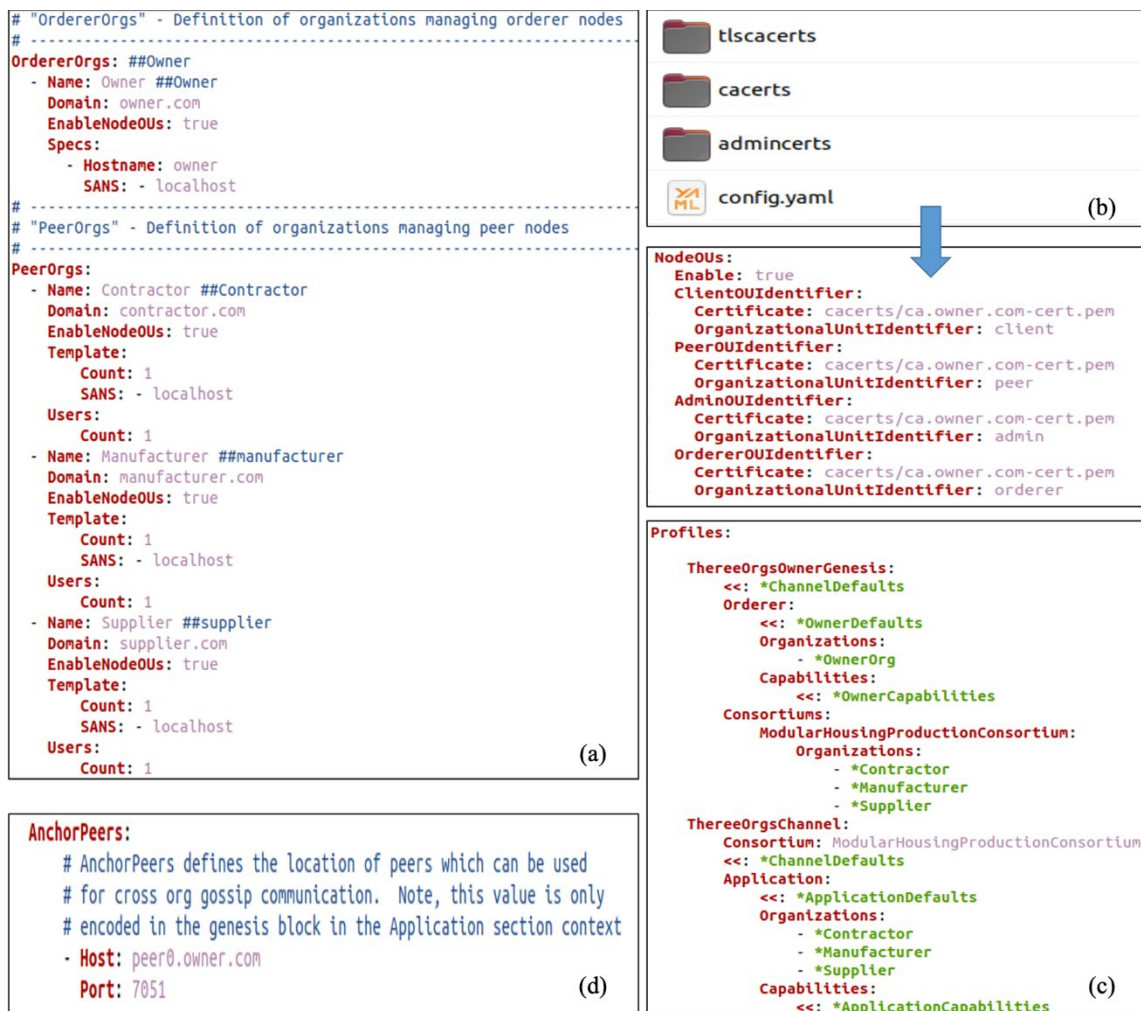 # "OrdererOrgs" - Definition of organizations managing orderer nodes
# ---------------------------------------------------------------------------
OrdererOrgs: ##Owner
  - Name: Owner ##Owner
    Domain: owner.com
    EnableNodeOUs: true
    Specs:
      - Hostname: owner
        SANS: - localhost
# ---------------------------------------------------------------------------
# "PeerOrgs" - Definition of organizations managing peer nodes
# ---------------------------------------------------------------------------
PeerOrgs:
  - Name: Contractor ##Contractor
    Domain: contractor.com
    EnableNodeOUs: true
    Template:
        Count: 1
        SANS: - localhost
    Users:
        Count: 1
  - Name: Manufacturer ##manufacturer
    Domain: manufacturer.com
    EnableNodeOUs: true
    Template:
        Count: 1
        SANS: - localhost
    Users:
        Count: 1
  - Name: Supplier ##supplier
    Domain: supplier.com
    EnableNodeOUs: true
    Template:
        Count: 1
        SANS: - localhost
    Users:
        Count: 1
(a)
tlscacerts
cacerts
admincerts
YAML config.yaml
(b)
NodeOUs:
  Enable: true
  ClientOUIdentifier:
    Certificate: cacerts/ca.owner.com-cert.pem
    OrganizationalUnitIdentifier: client
  PeerOUIdentifier:
    Certificate: cacerts/ca.owner.com-cert.pem
    OrganizationalUnitIdentifier: peer
  AdminOUIdentifier:
    Certificate: cacerts/ca.owner.com-cert.pem
    OrganizationalUnitIdentifier: admin
  OrdererOUIdentifier:
    Certificate: cacerts/ca.owner.com-cert.pem
    OrganizationalUnitIdentifier: orderer
Profiles:
    ThereeOrgsOwnerGenesis:
        <<: *ChannelDefaults
        Orderer:
            <<: *OwnerDefaults
            Organizations:
                - *OwnerOrg
            Capabilities:
                <<: *OwnerCapabilities
        Consortiums:
            ModularHousingProductionConsortium:
                Organizations:
                    - *Contractor
                    - *Manufacturer
                    - *Supplier
    ThereeOrgsChannel:
        Consortium: ModularHousingProductionConsortium
        <<: *ChannelDefaults
        Application:
            <<: *ApplicationDefaults
            Organizations:
                - *Contractor
                - *Manufacturer
                - *Supplier
            Capabilities:
                <<: *ApplicationCapabilities
(c)
AnchorPeers:
    # AnchorPeers defines the location of peers which can be used
    # for cross org gossip communication.  Note, this value is only
    # encoded in the genesis block in the Application section context
    - Host: peer0.owner.com
      Port: 7051
(d)